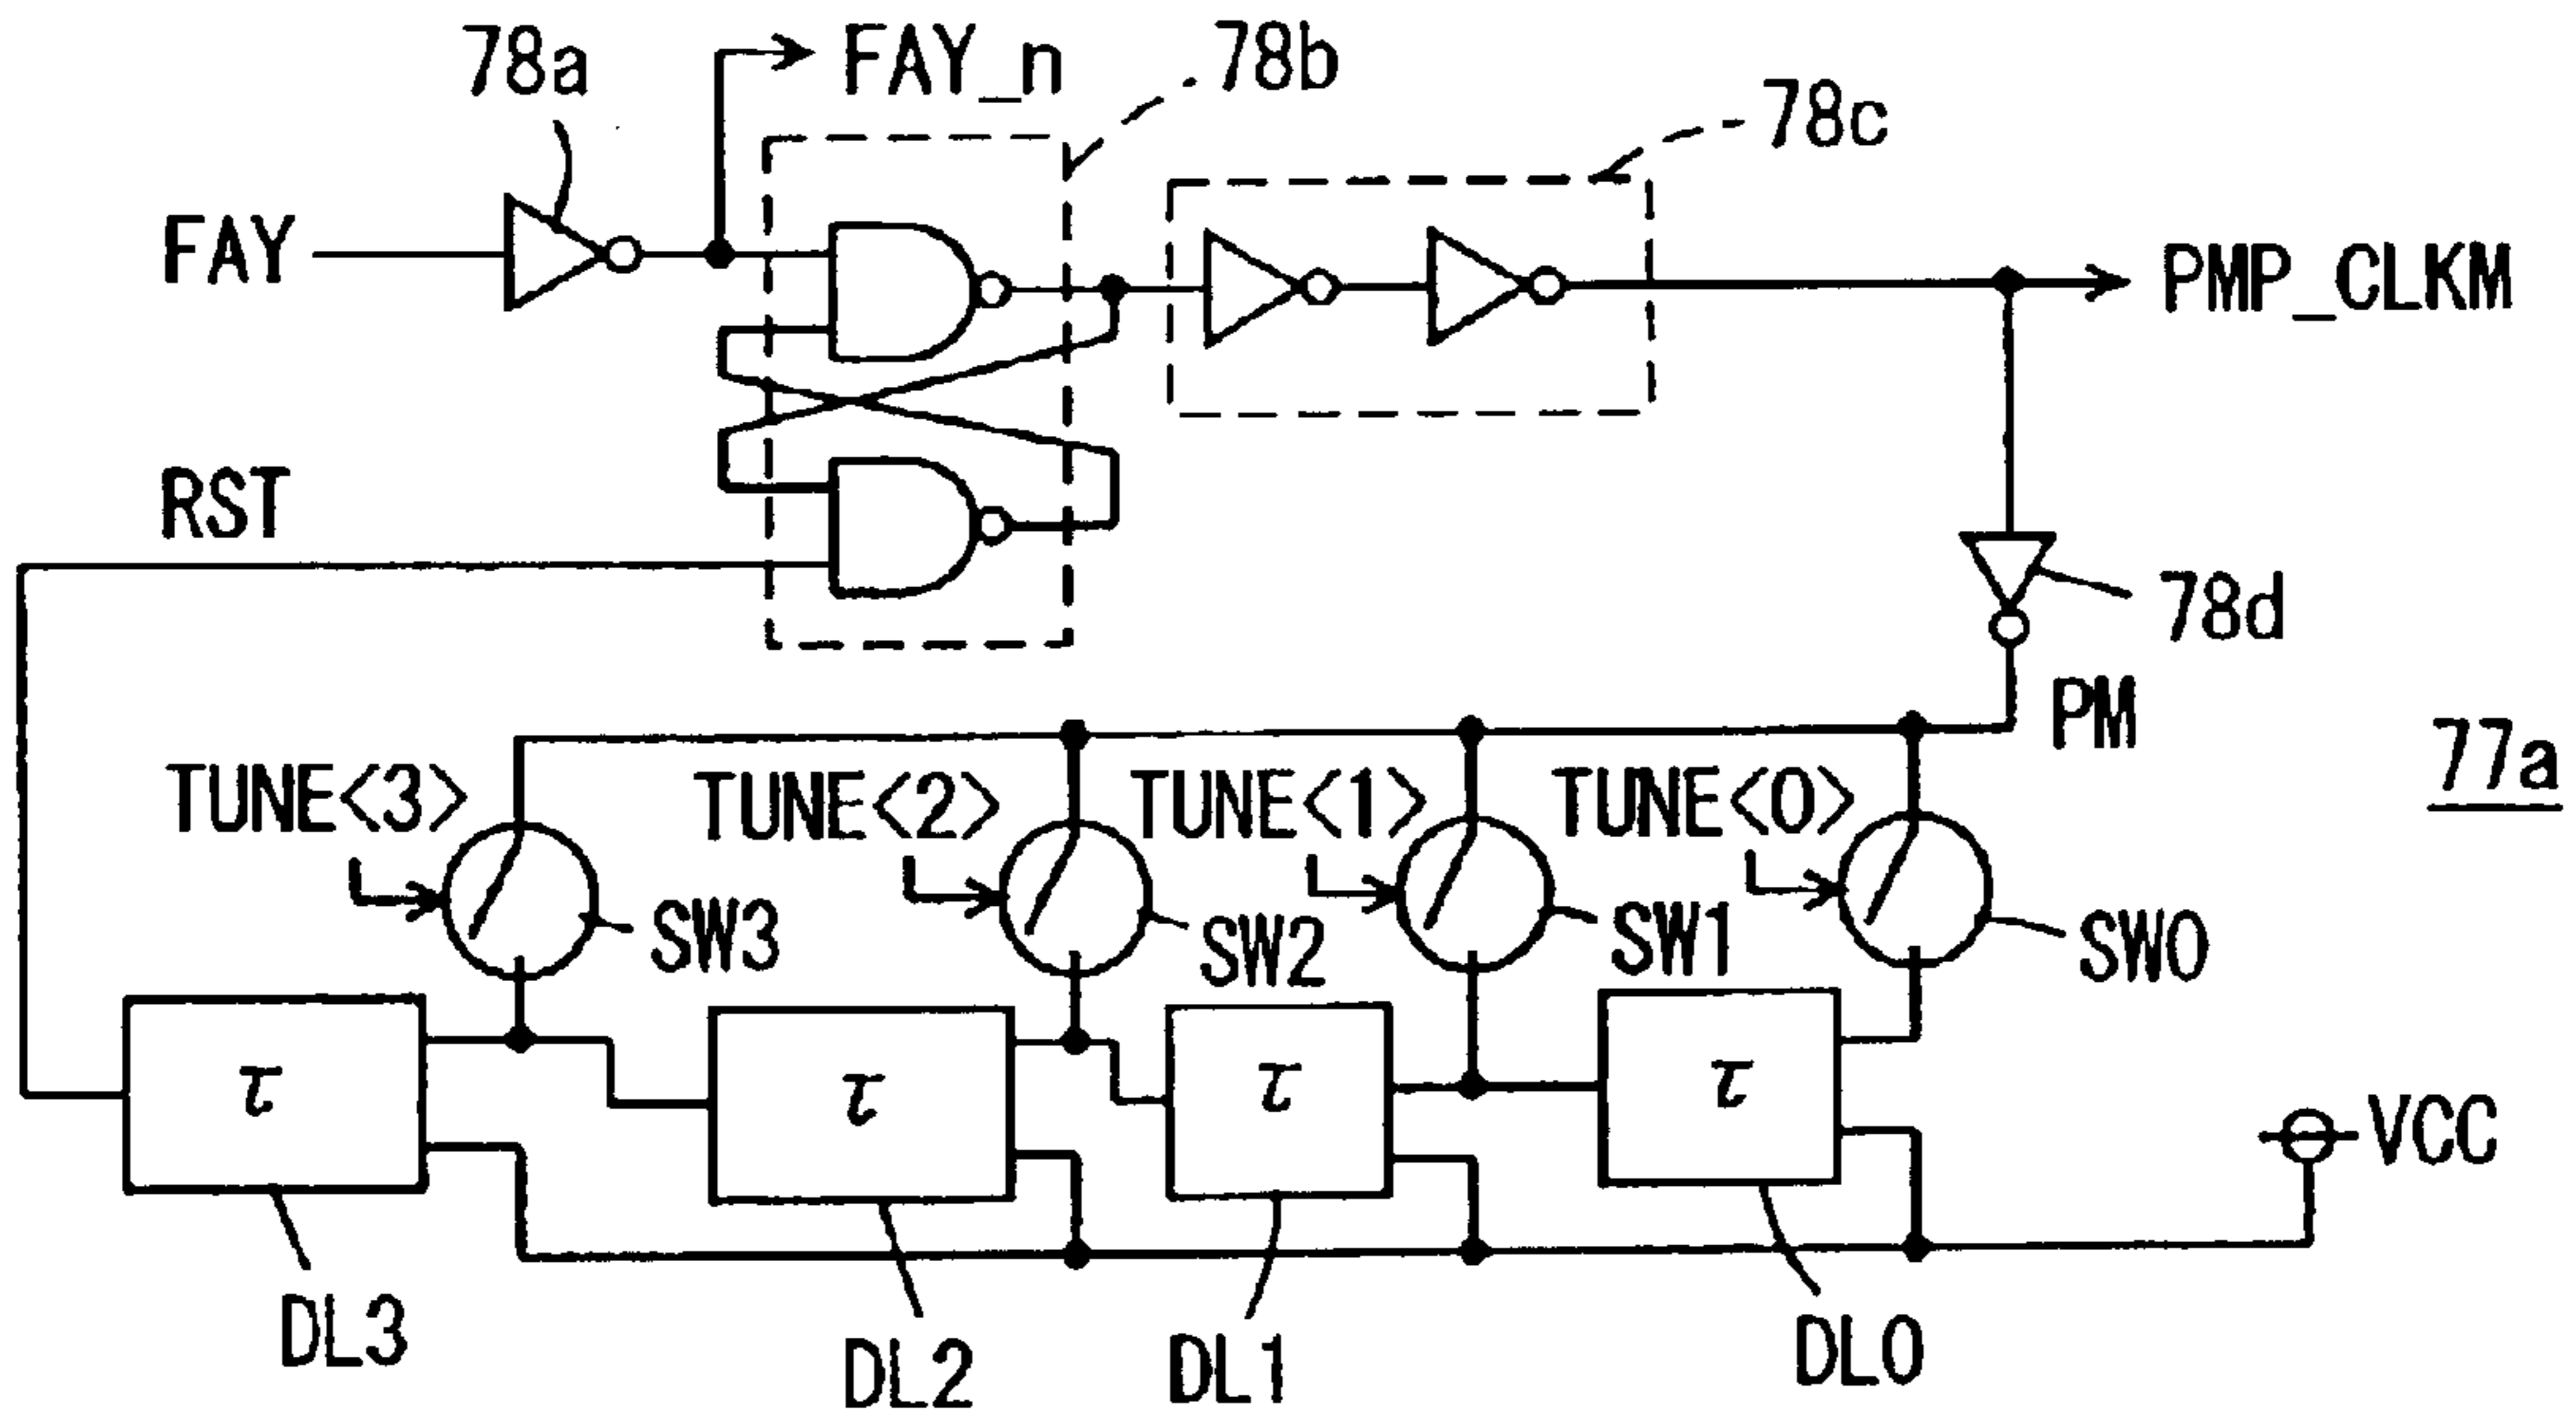 78a
FAY_n
78b
78c
FAY
PMP_CLKM
RST
78d
PM
77a
TUNE<3>
TUNE<2>
TUNE<1>
TUNE<0>
SW3
SW2
SW1
SW0
τ
τ
τ
τ
VCC
DL3
DL2
DL1
DL0